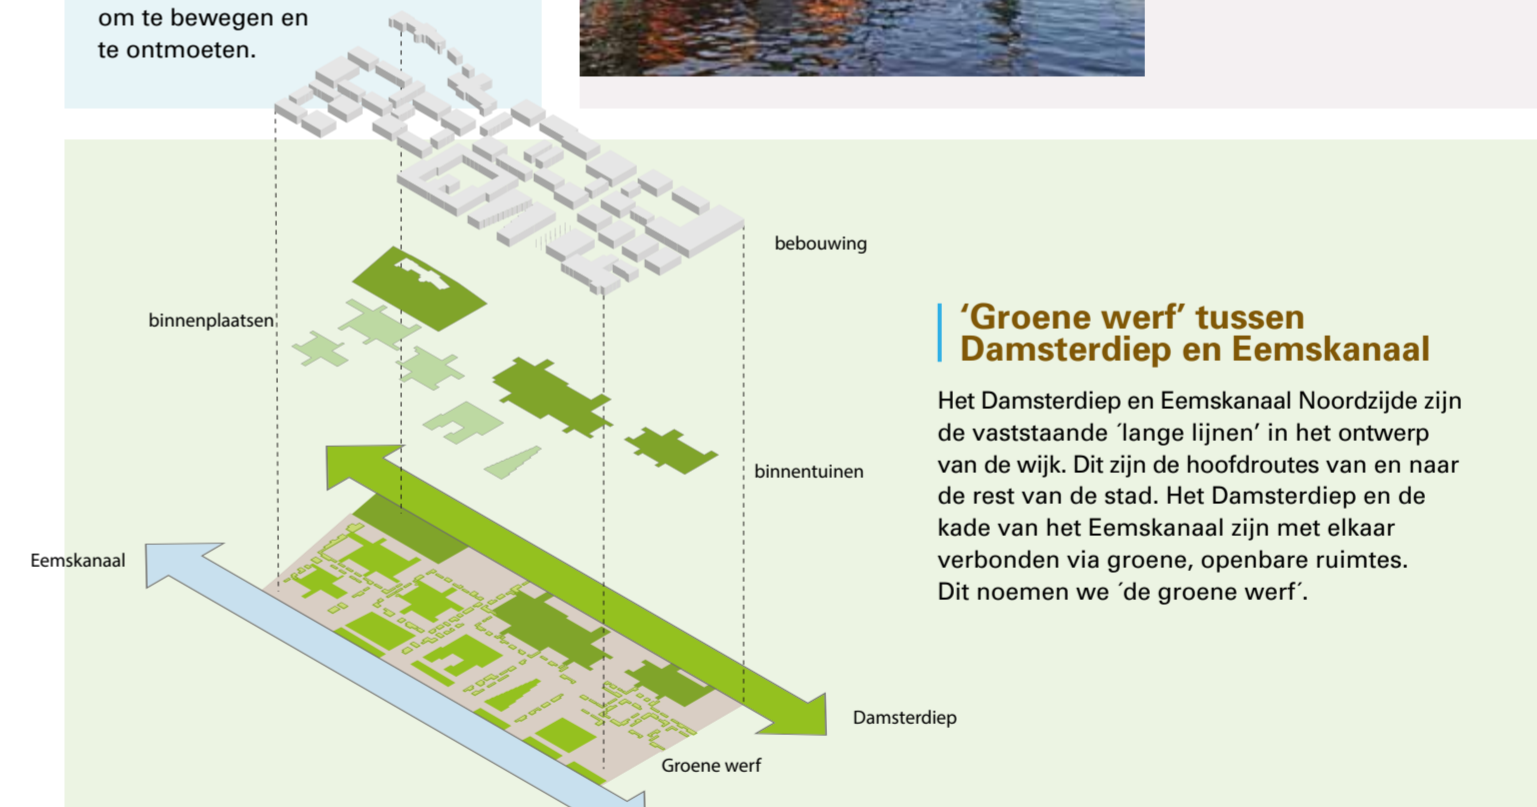 om te bewegen en
te ontmoeten.
bebouwing
binnenplaatsen
binnentuinen
Eemskanaal
Damsterdiep
Groene werf
‘Groene werf’ tussen
Damsterdiep en Eemskanaal
Het Damsterdiep en Eemskanaal Noordzijde zijn
de vaststaande ´lange lijnen’ in het ontwerp
van de wijk. Dit zijn de hoofdroutes van en naar
de rest van de stad. Het Damsterdiep en de
kade van het Eemskanaal zijn met elkaar
verbonden via groene, openbare ruimtes.
Dit noemen we ´de groene werf´.